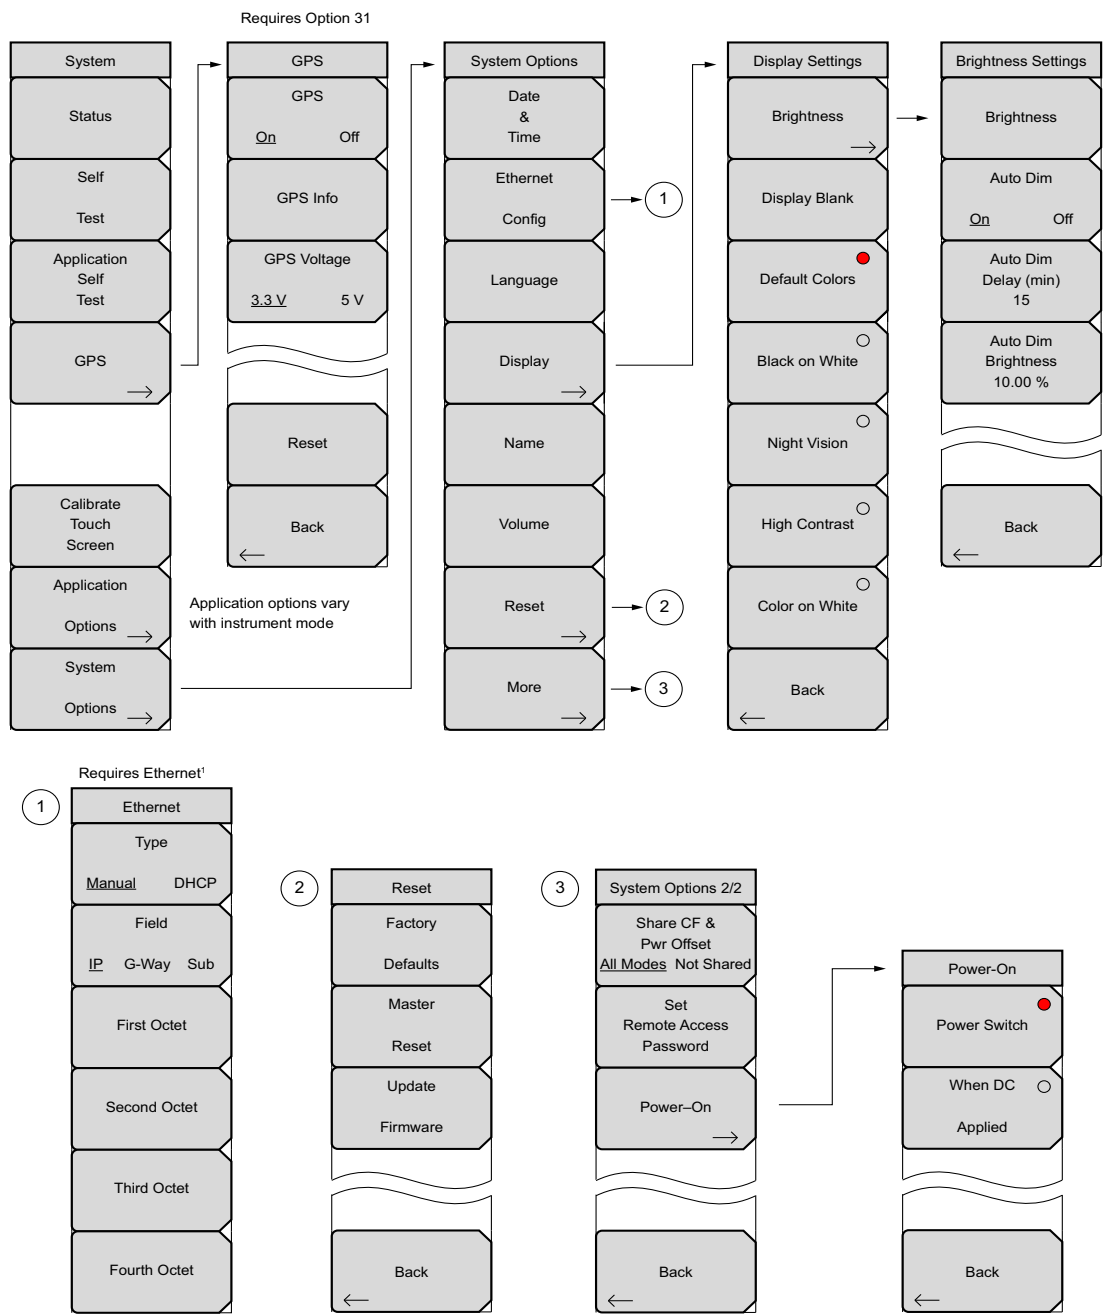 Requires Option 31
System
Status
Self
Test
Application
Self
Test
GPS
Calibrate
Touch
Screen
Application
Options
System
Options
GPS
GPS
On Off
GPS Info
GPS Voltage
3.3 V 5 V
Reset
Back
Application options vary
with instrument mode
System Options
Date
&
Time
Ethernet
Config
1
Language
Display
Name
Volume
Reset
2
More
3
Display Settings
Brightness
Display Blank
Default Colors
Black on White
Night Vision
High Contrast
Color on White
Back
Brightness Settings
Brightness
Auto Dim
On Off
Auto Dim
Delay (min)
15
Auto Dim
Brightness
10.00 %
Back
Requires Ethernet¹
1
Ethernet
Type
Manual DHCP
Field
IP G-Way Sub
First Octet
Second Octet
Third Octet
Fourth Octet
2
Reset
Factory
Defaults
Master
Reset
Update
Firmware
Back
3
System Options 2/2
Share CF &
Pwr Offset
All Modes Not Shared
Set
Remote Access
Password
Power–On
Back
Power-On
Power Switch
When DC
Applied
Back